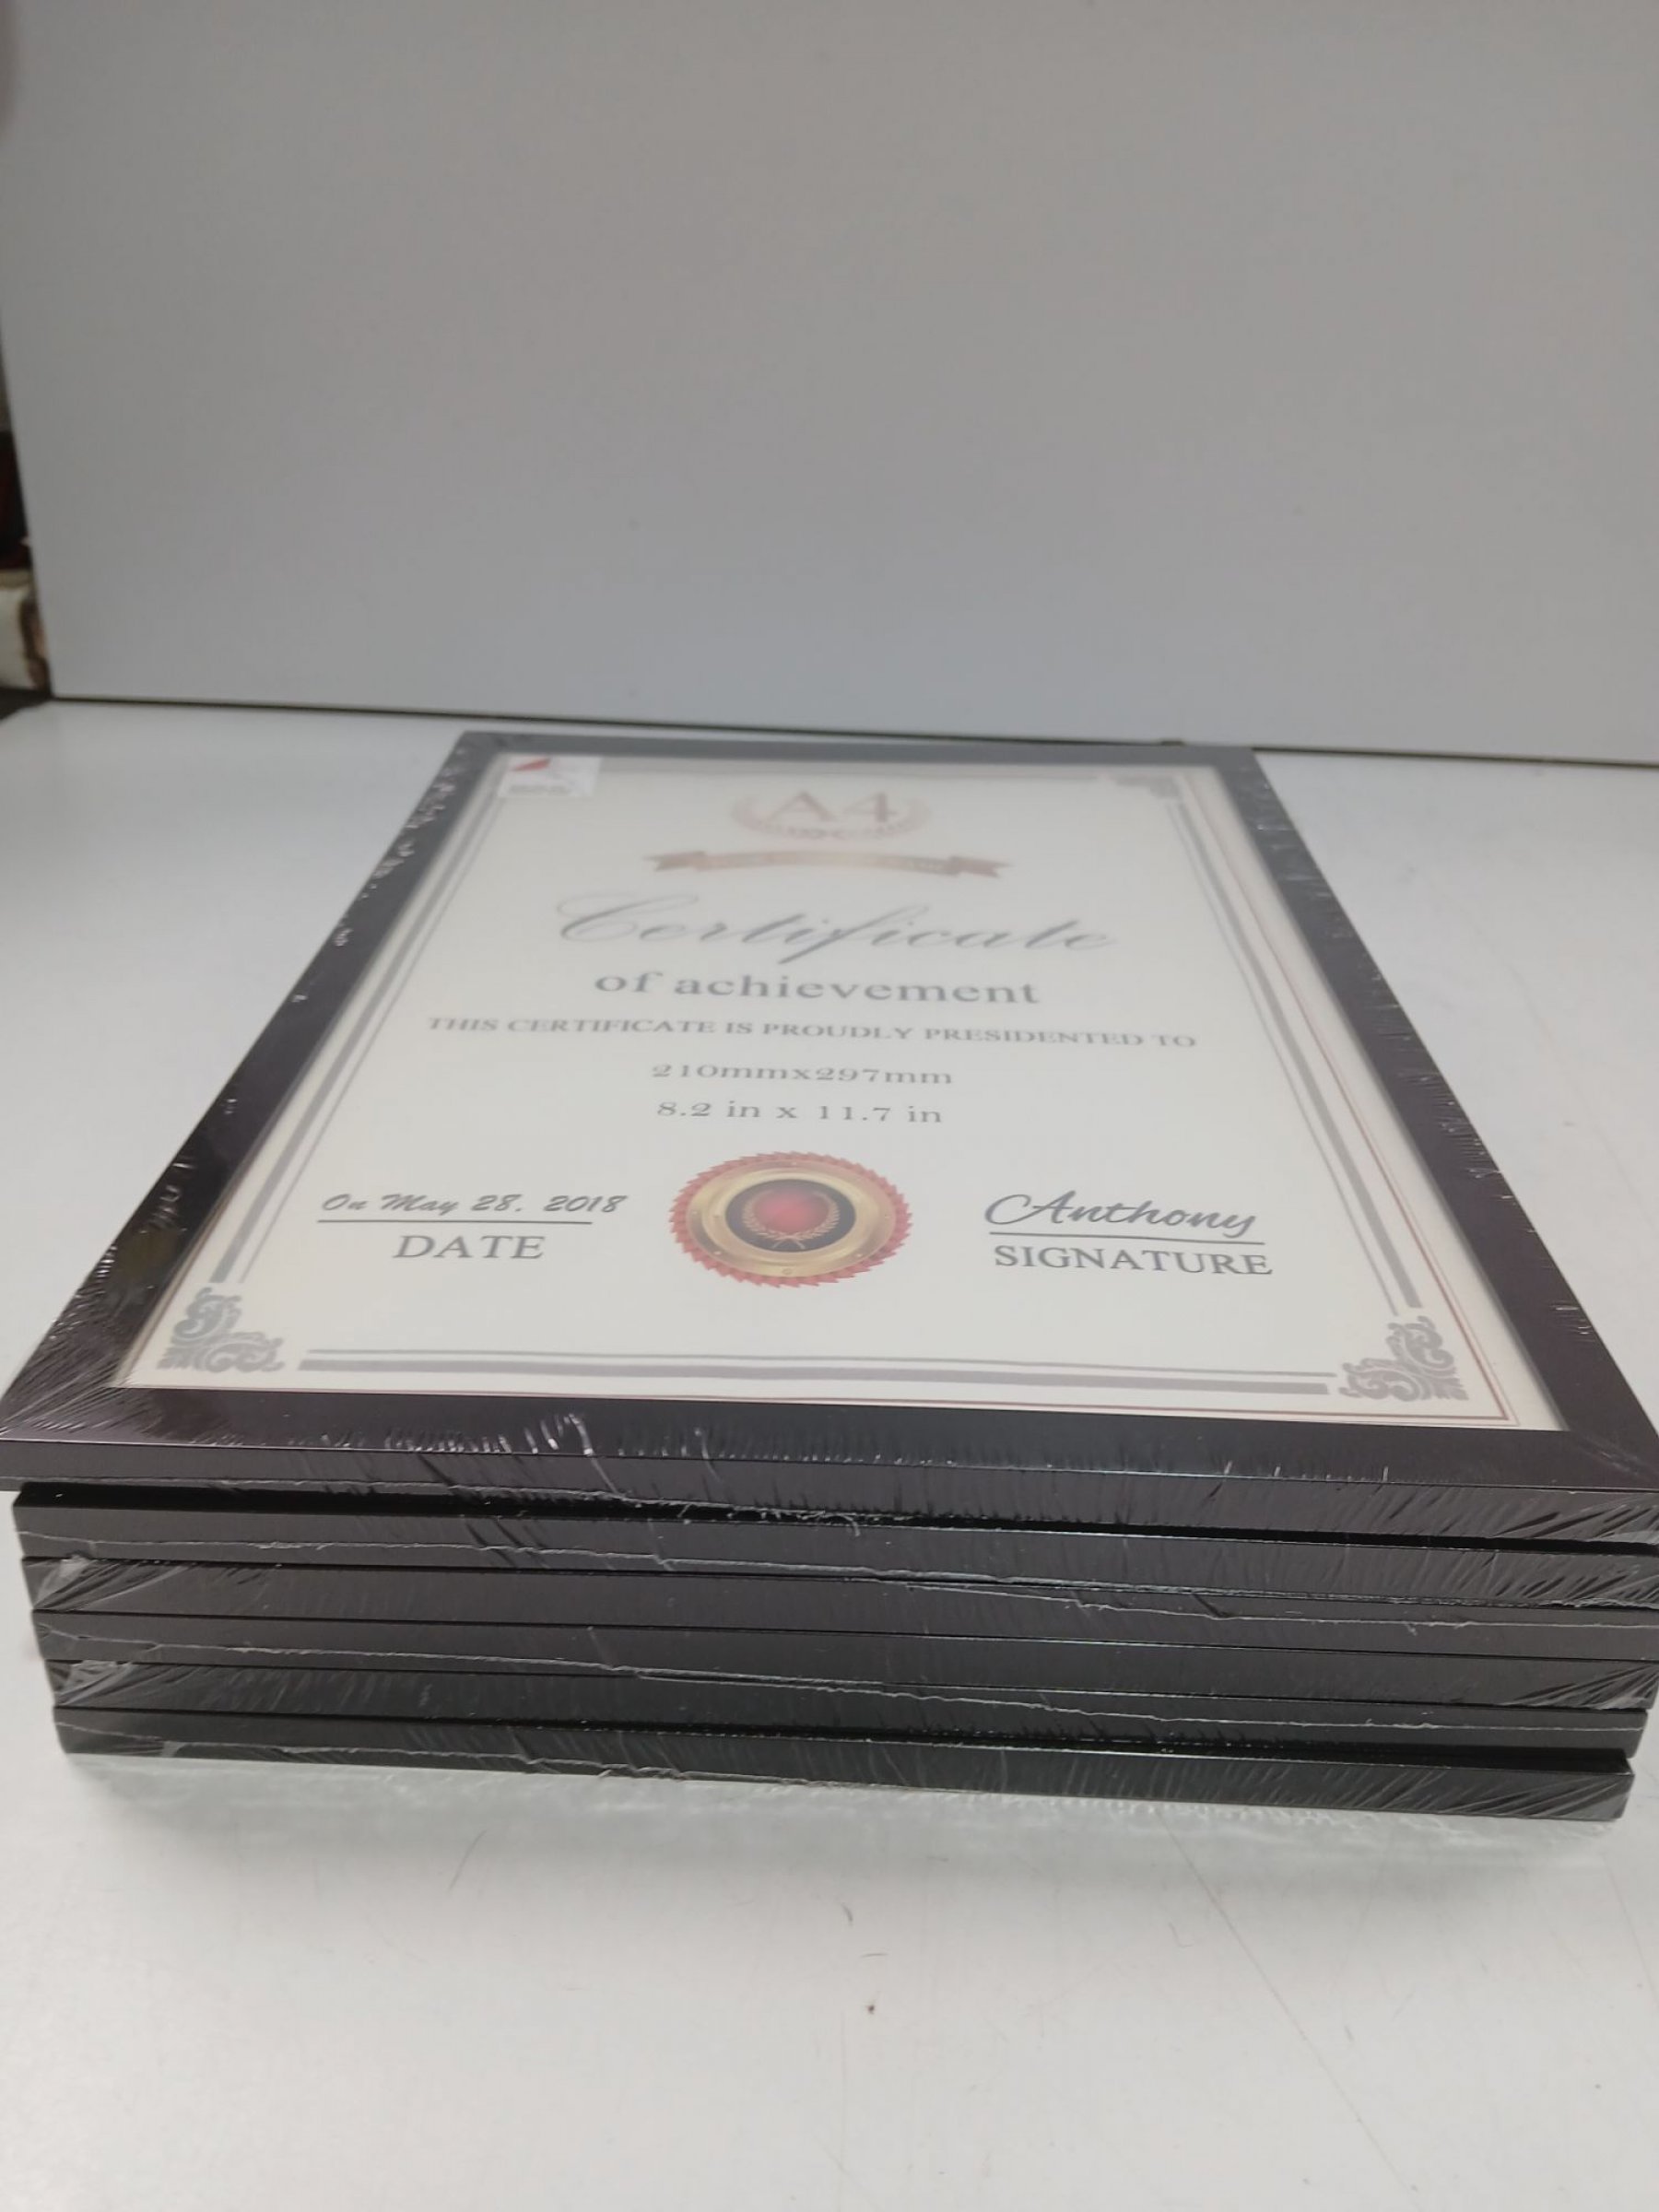 A4
Certificate
of achievement
THIS CERTIFICATE IS PROUDLY PRESIDENTED TO
210mmx297mm
8.2 in x 11.7 in
On May 28. 2018
DATE
Anthony
SIGNATURE